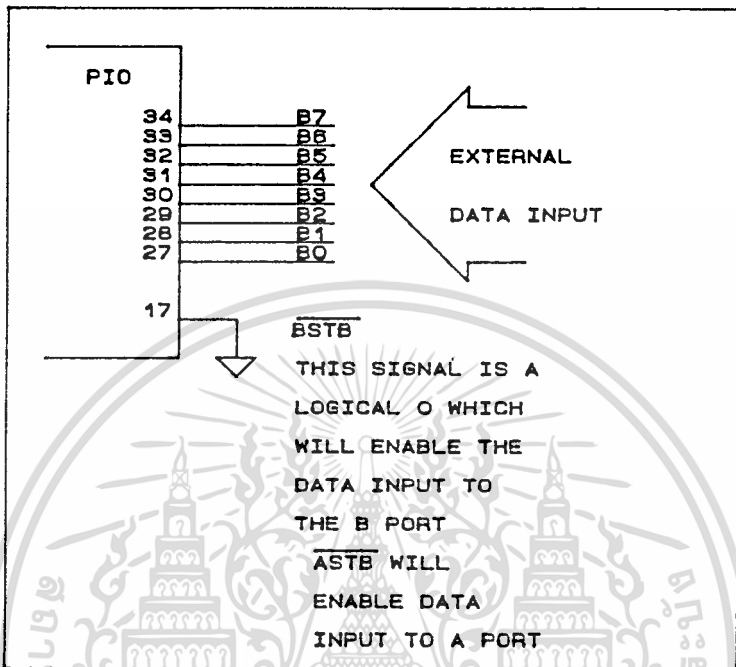 PIO
34 B7
33 B6
32 B5
31 B4
30 B3
29 B2
28 B1
27 B0
17
EXTERNAL
DATA INPUT
BSTB
THIS SIGNAL IS A
LOGICAL 0 WHICH
WILL ENABLE THE
DATA INPUT TO
THE B PORT
ASTB WILL
ENABLE DATA
INPUT TO A PORT